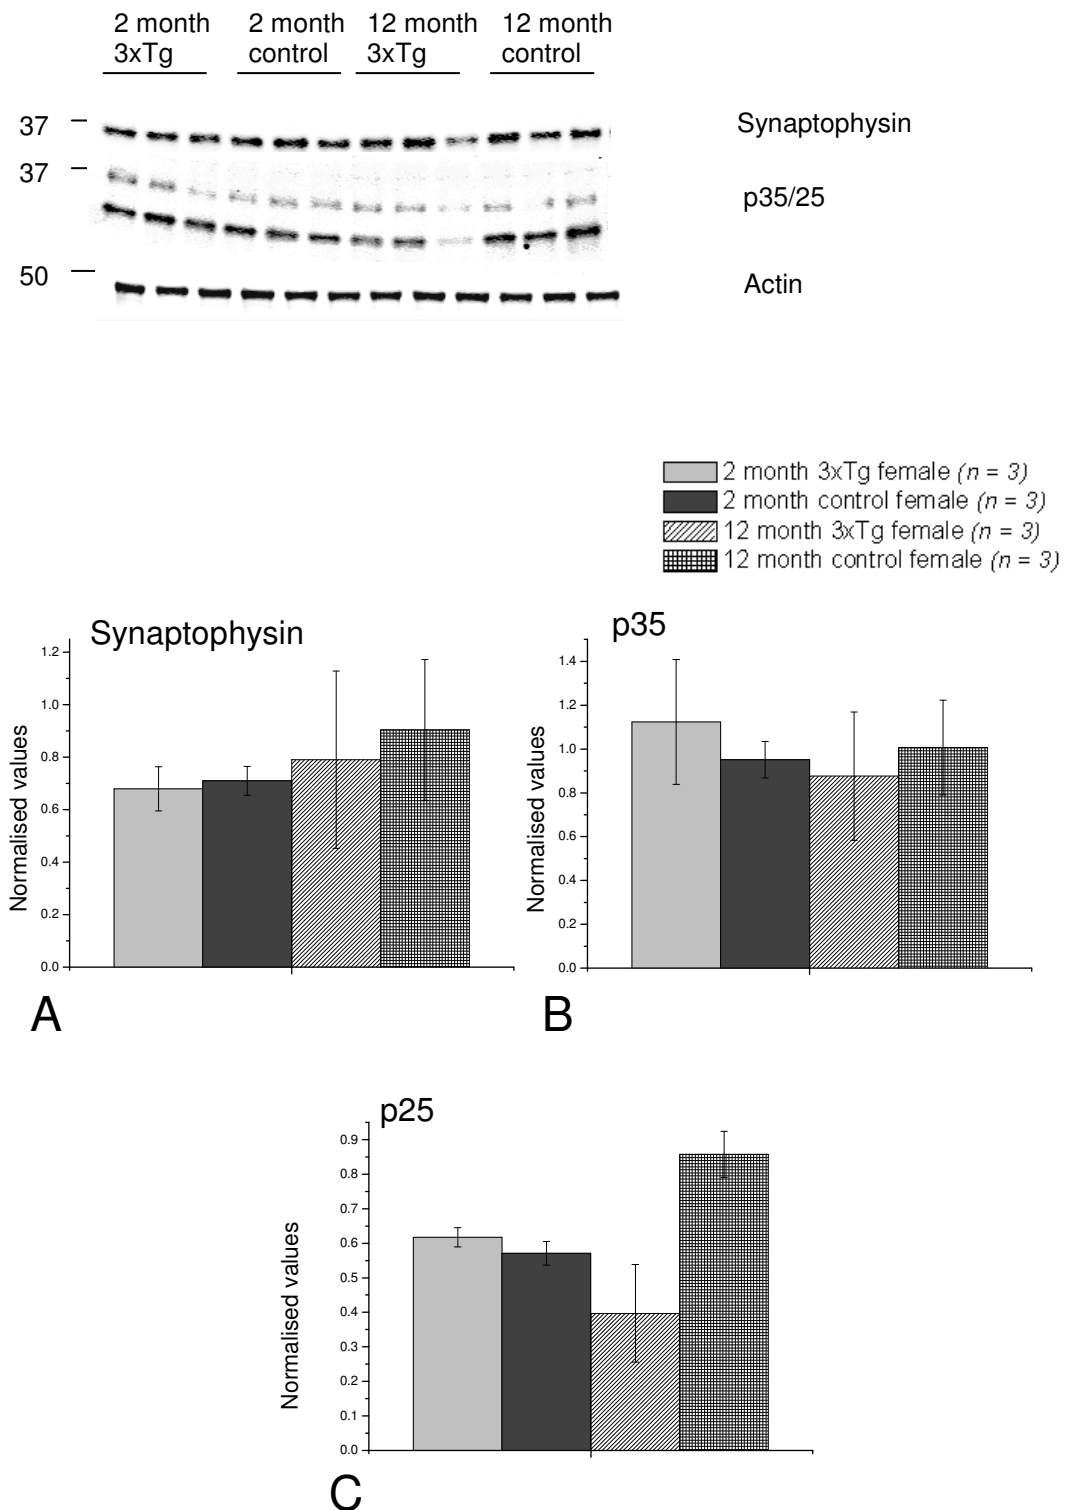 2 month 2 month 12 month 12 month
3xTg control 3xTg control
37
Synaptophysin
37
p35/25
50
Actin
2 month 3xTg female (n = 3)
2 month control female (n = 3)
12 month 3xTg female (n = 3)
12 month control female (n = 3)
Synaptophysin
Normalised values
1.2
1.0
0.8
0.6
0.4
0.2
0.0
A
p35
Normalised values
1.4
1.2
1.0
0.8
0.6
0.4
0.2
0.0
B
p25
Normalised values
0.9
0.8
0.7
0.6
0.5
0.4
0.3
0.2
0.1
0.0
C